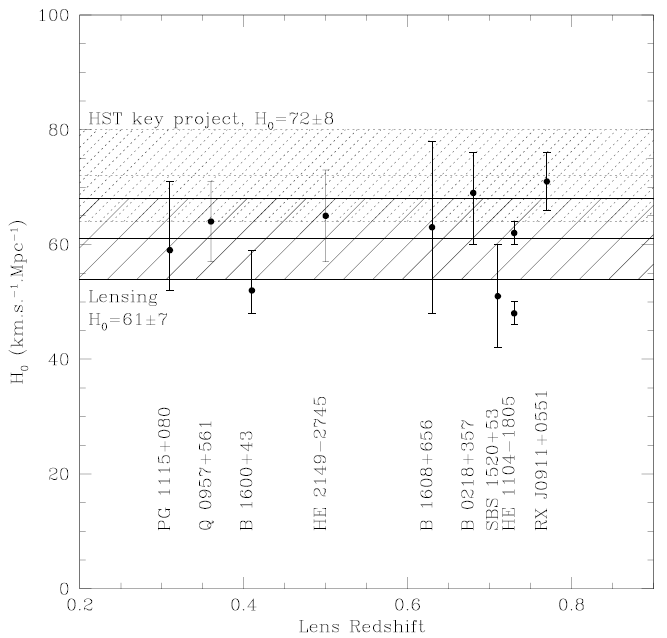 100
80
60
40
20
0
H₀ (km.s.⁻¹.Mpc⁻¹)
HST key project, H₀=72±8
Lensing
H₀=61±7
PG 1115+080
Q 0957+561
B 1600+43
HE 2149−2745
B 1608+656
B 0218+357
SBS 1520+53
HE 1104−1805
RX J0911+0551
0.2 0.4 0.6 0.8
Lens Redshift